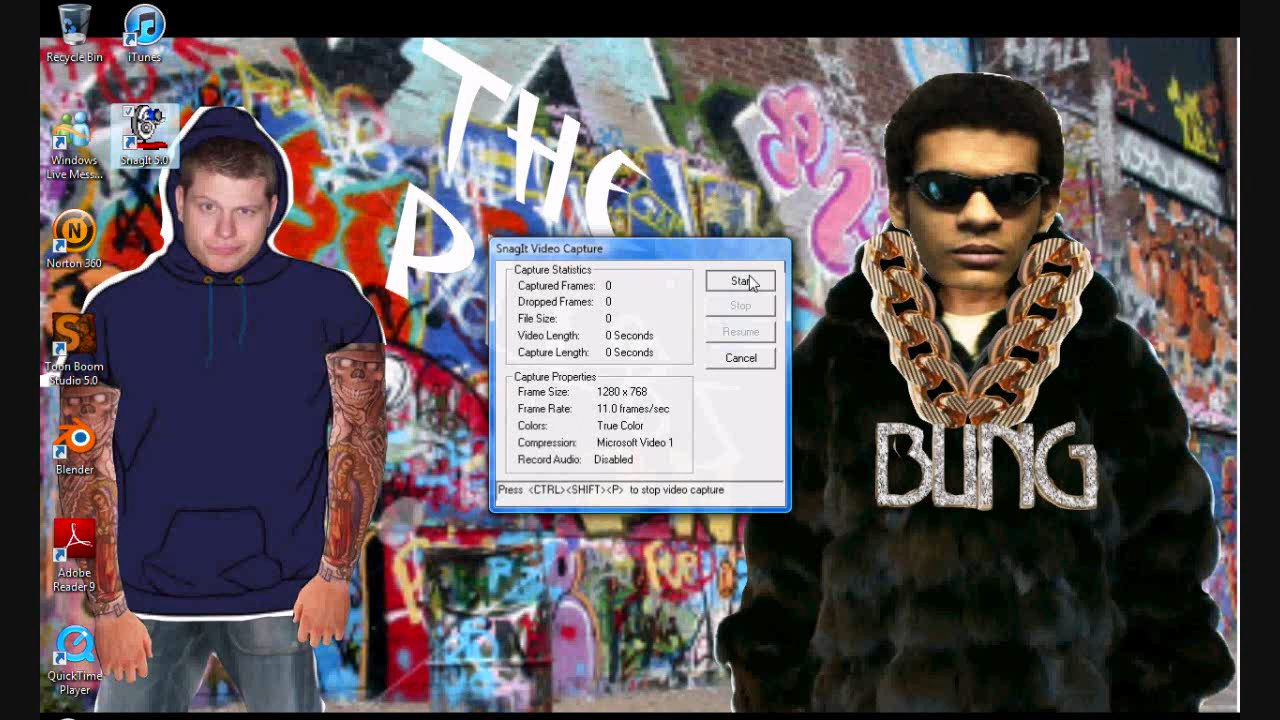 Recycle Bin
iTunes
Windows
Live Mess...
SnagIt 5.0
Norton 360
Toon Boom
Studio 5.0
Blender
Adobe
Reader 9
QuickTime
Player
THE
P
SnagIt Video Capture
Capture Statistics
Captured Frames: 0
Dropped Frames: 0
File Size: 0
Video Length: 0 Seconds
Capture Length: 0 Seconds
Start
Stop
Resume
Cancel
Capture Properties
Frame Size: 1280 x 768
Frame Rate: 11.0 frames/sec
Colors: True Color
Compression: Microsoft Video 1
Record Audio: Disabled
Press <CTRL><SHIFT><P> to stop video capture
BLING